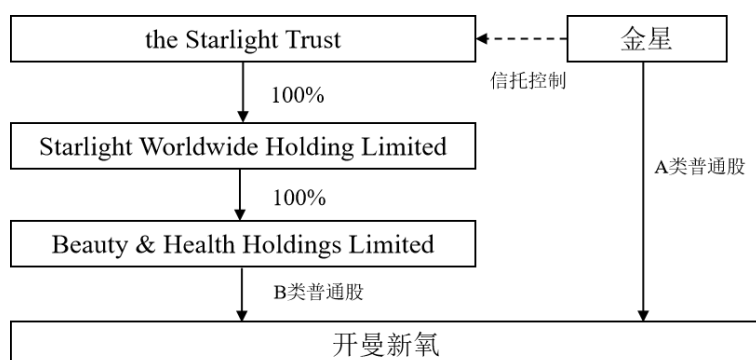 the Starlight Trust
金星
信托控制
100%
Starlight Worldwide Holding Limited
A类普通股
100%
Beauty & Health Holdings Limited
B类普通股
开曼新氧